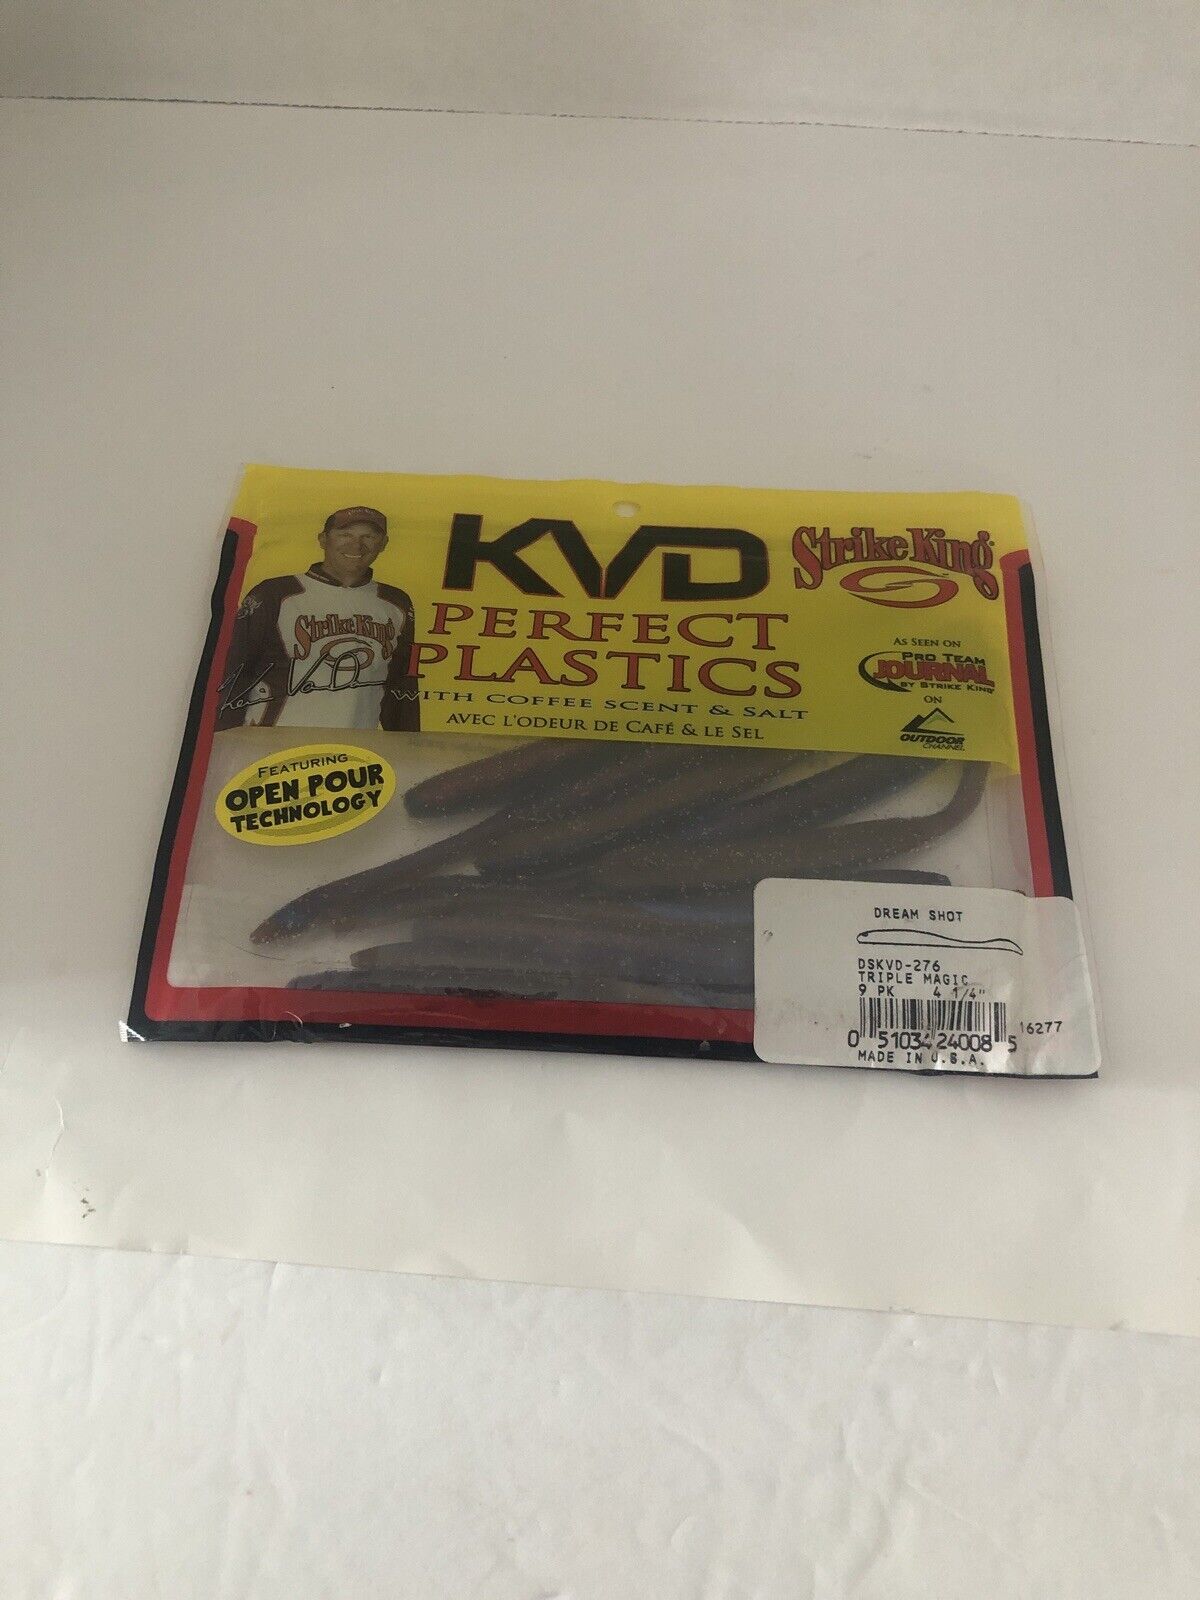 KVD
PERFECT
PLASTICS
WITH COFFEE SCENT & SALT
AVEC L'ODEUR DE CAFÉ & LE SEL
Strike King
AS SEEN ON
PRO TEAM
JOURNAL
BY STRIKE KING
ON
OUTDOOR
CHANNEL
Strike King
FEATURING
OPEN POUR
TECHNOLOGY
DREAM SHOT
DSKVD-276
TRIPLE MAGIC
9 PK 4 1/4"
0 51034 24008 5
16277
MADE IN U.S.A.